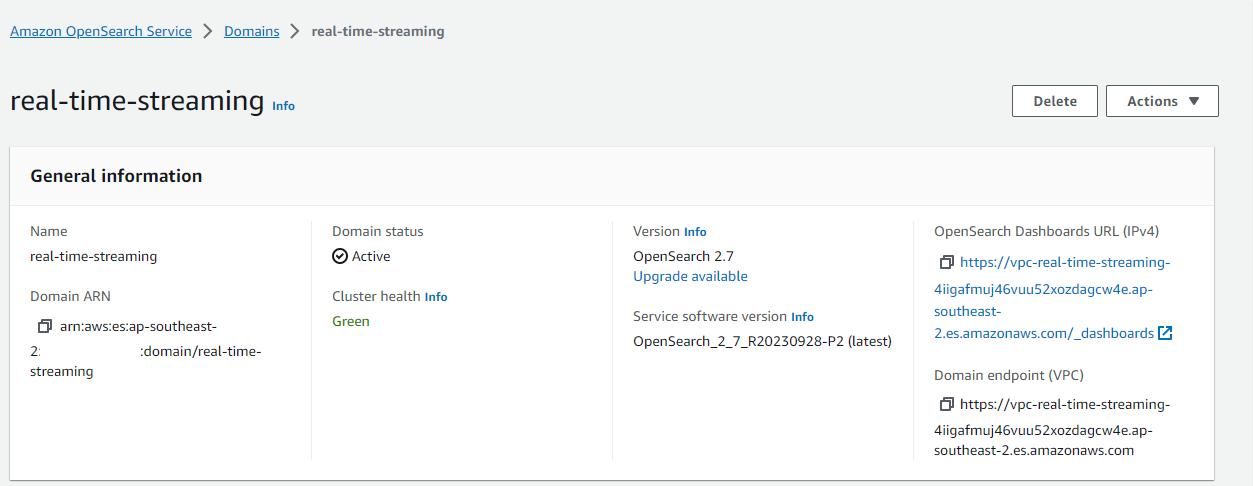 Amazon OpenSearch Service > Domains > real-time-streaming
real-time-streaming Info
Delete
Actions ▼
General information
Name
real-time-streaming
Domain ARN
arn:aws:es:ap-southeast-
2: :domain/real-time-
streaming
Domain status
Active
Cluster health Info
Green
Version Info
OpenSearch 2.7
Upgrade available
Service software version Info
OpenSearch_2_7_R20230928-P2 (latest)
OpenSearch Dashboards URL (IPv4)
https://vpc-real-time-streaming-
4iigafmuj46vuu52xozdagcw4e.ap-
southeast-
2.es.amazonaws.com/_dashboards
Domain endpoint (VPC)
https://vpc-real-time-streaming-
4iigafmuj46vuu52xozdagcw4e.ap-
southeast-2.es.amazonaws.com